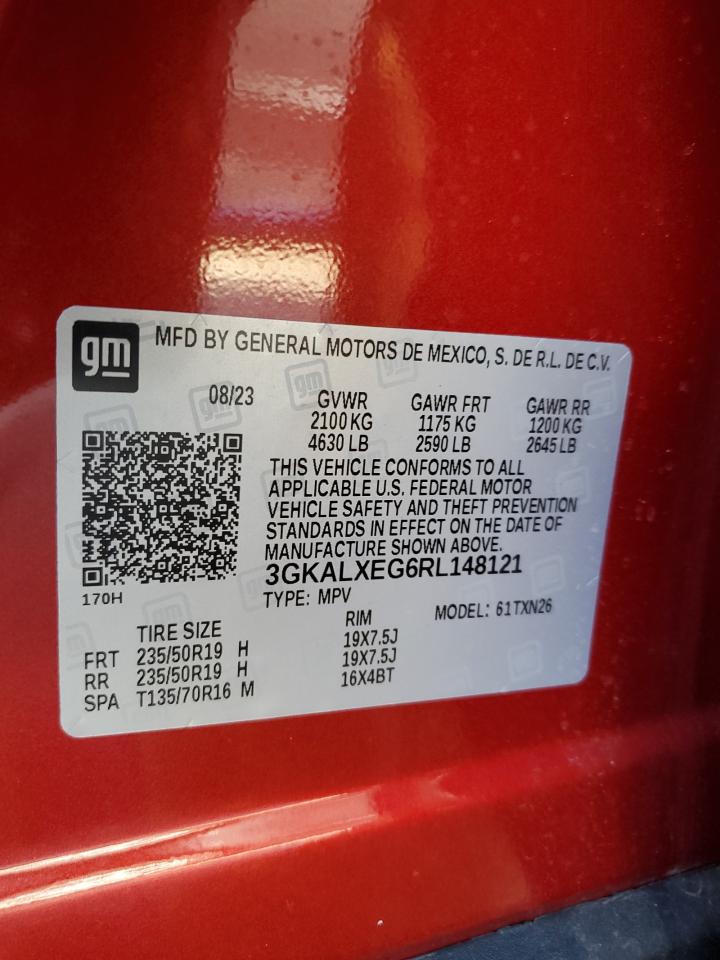 gm
MFD BY GENERAL MOTORS DE MEXICO, S. DE R.L. DE C.V.
08/23
GVWR GAWR FRT GAWR RR
2100 KG 1175 KG 1200 KG
4630 LB 2590 LB 2645 LB
THIS VEHICLE CONFORMS TO ALL
APPLICABLE U.S. FEDERAL MOTOR
VEHICLE SAFETY AND THEFT PREVENTION
STANDARDS IN EFFECT ON THE DATE OF
MANUFACTURE SHOWN ABOVE.
3GKALXEG6RL148121
170H
TYPE: MPV MODEL: 61TXN26
TIRE SIZE RIM
FRT 235/50R19 H 19X7.5J
RR 235/50R19 H 19X7.5J
SPA T135/70R16 M 16X4BT